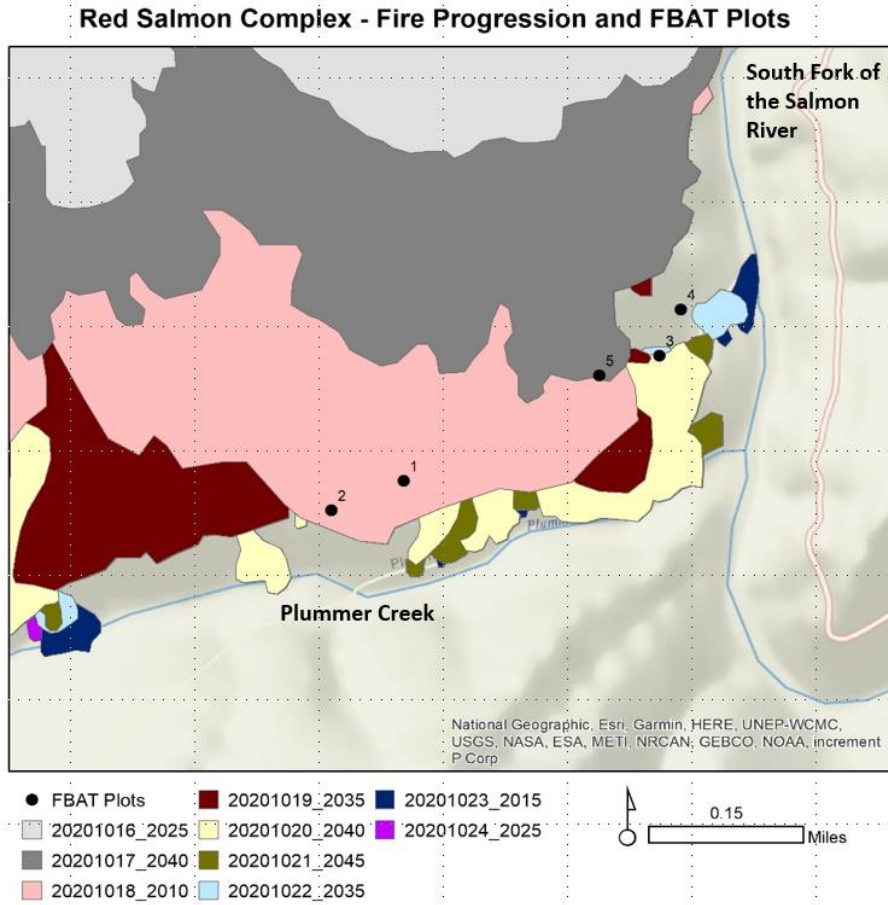 Red Salmon Complex - Fire Progression and FBAT Plots
South Fork of
the Salmon
River
4
3
5
1
2
Plumm
Pl
Plummer Creek
National Geographic, Esri, Garmin, HERE, UNEP-WCMC,
USGS, NASA, ESA, METI, NRCAN, GEBCO, NOAA, increment
P Corp
FBAT Plots
20201016_2025
20201017_2040
20201018_2010
20201019_2035
20201020_2040
20201021_2045
20201022_2035
20201023_2015
20201024_2025
0.15
Miles